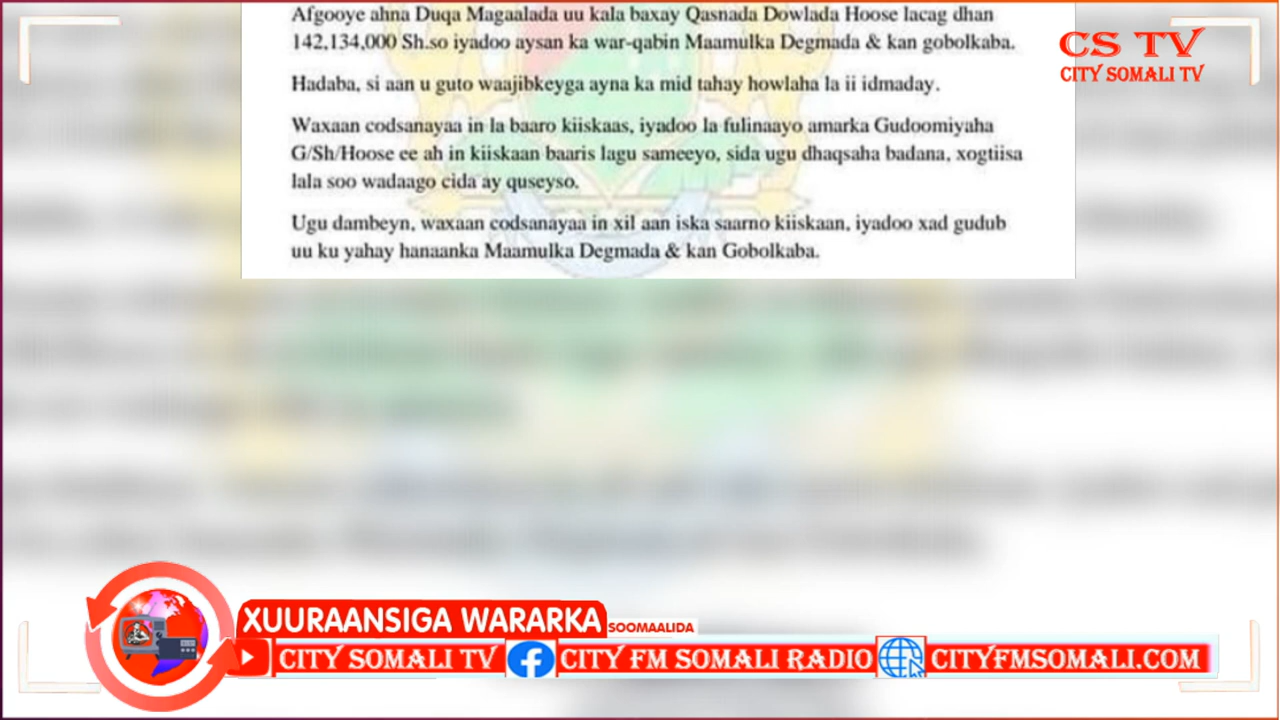 Afgooye ahna Duqa Magaalada uu kala baxay Qasnada Dowlada Hoose lacag dhan
142,134,000 Sh.so iyadoo aysan ka war-qabin Maamulka Degmada & kan gobolkaba.
Hadaba, si aan u guto waajibkeyga ayna ka mid tahay howlaha la ii idmaday.
Waxaan codsanayaa in la baaro kiiskaas, iyadoo la fulinaayo amarka Gudoomiyaha
G/Sh/Hoose ee ah in kiiskaan baaris lagu sameeyo, sida ugu dhaqsaha badana, xogtiisa
lala soo wadaago cida ay quseyso.
Ugu dambeyn, waxaan codsanayaa in xil aan iska saarno kiiskaan, iyadoo xad gudub
uu ku yahay hanaanka Maamulka Degmada & kan Gobolkaba.
CS TV
CITY SOMALI TV
XUURAANSIGA WARARKA SOOMAALIDA
CITY SOMALI TV CITY FM SOMALI RADIO CITYFMSOMALI.COM